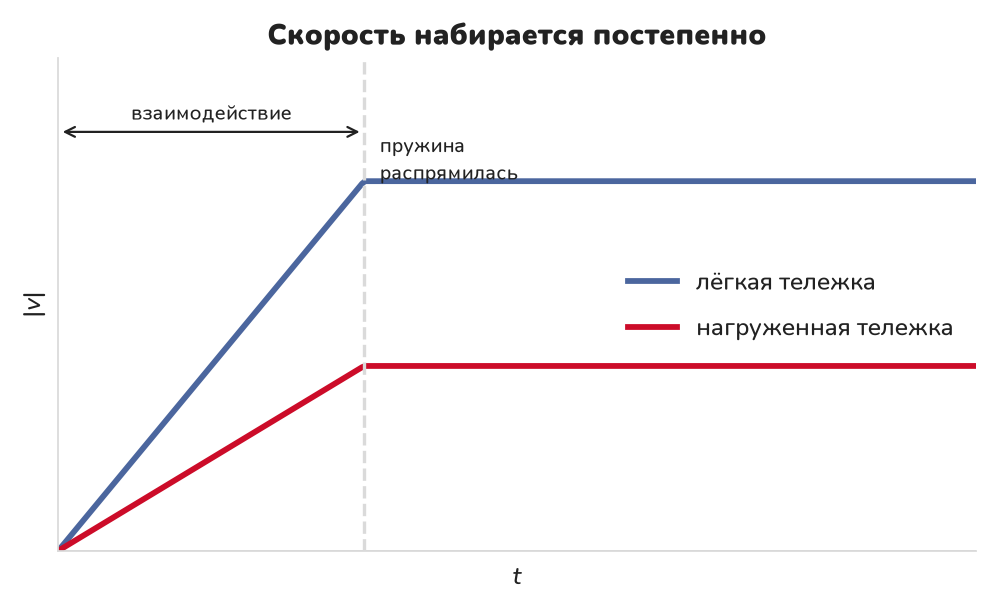 Скорость набирается постепенно
взаимодействие
пружина
распрямилась
лёгкая тележка
нагруженная тележка
|v|
t